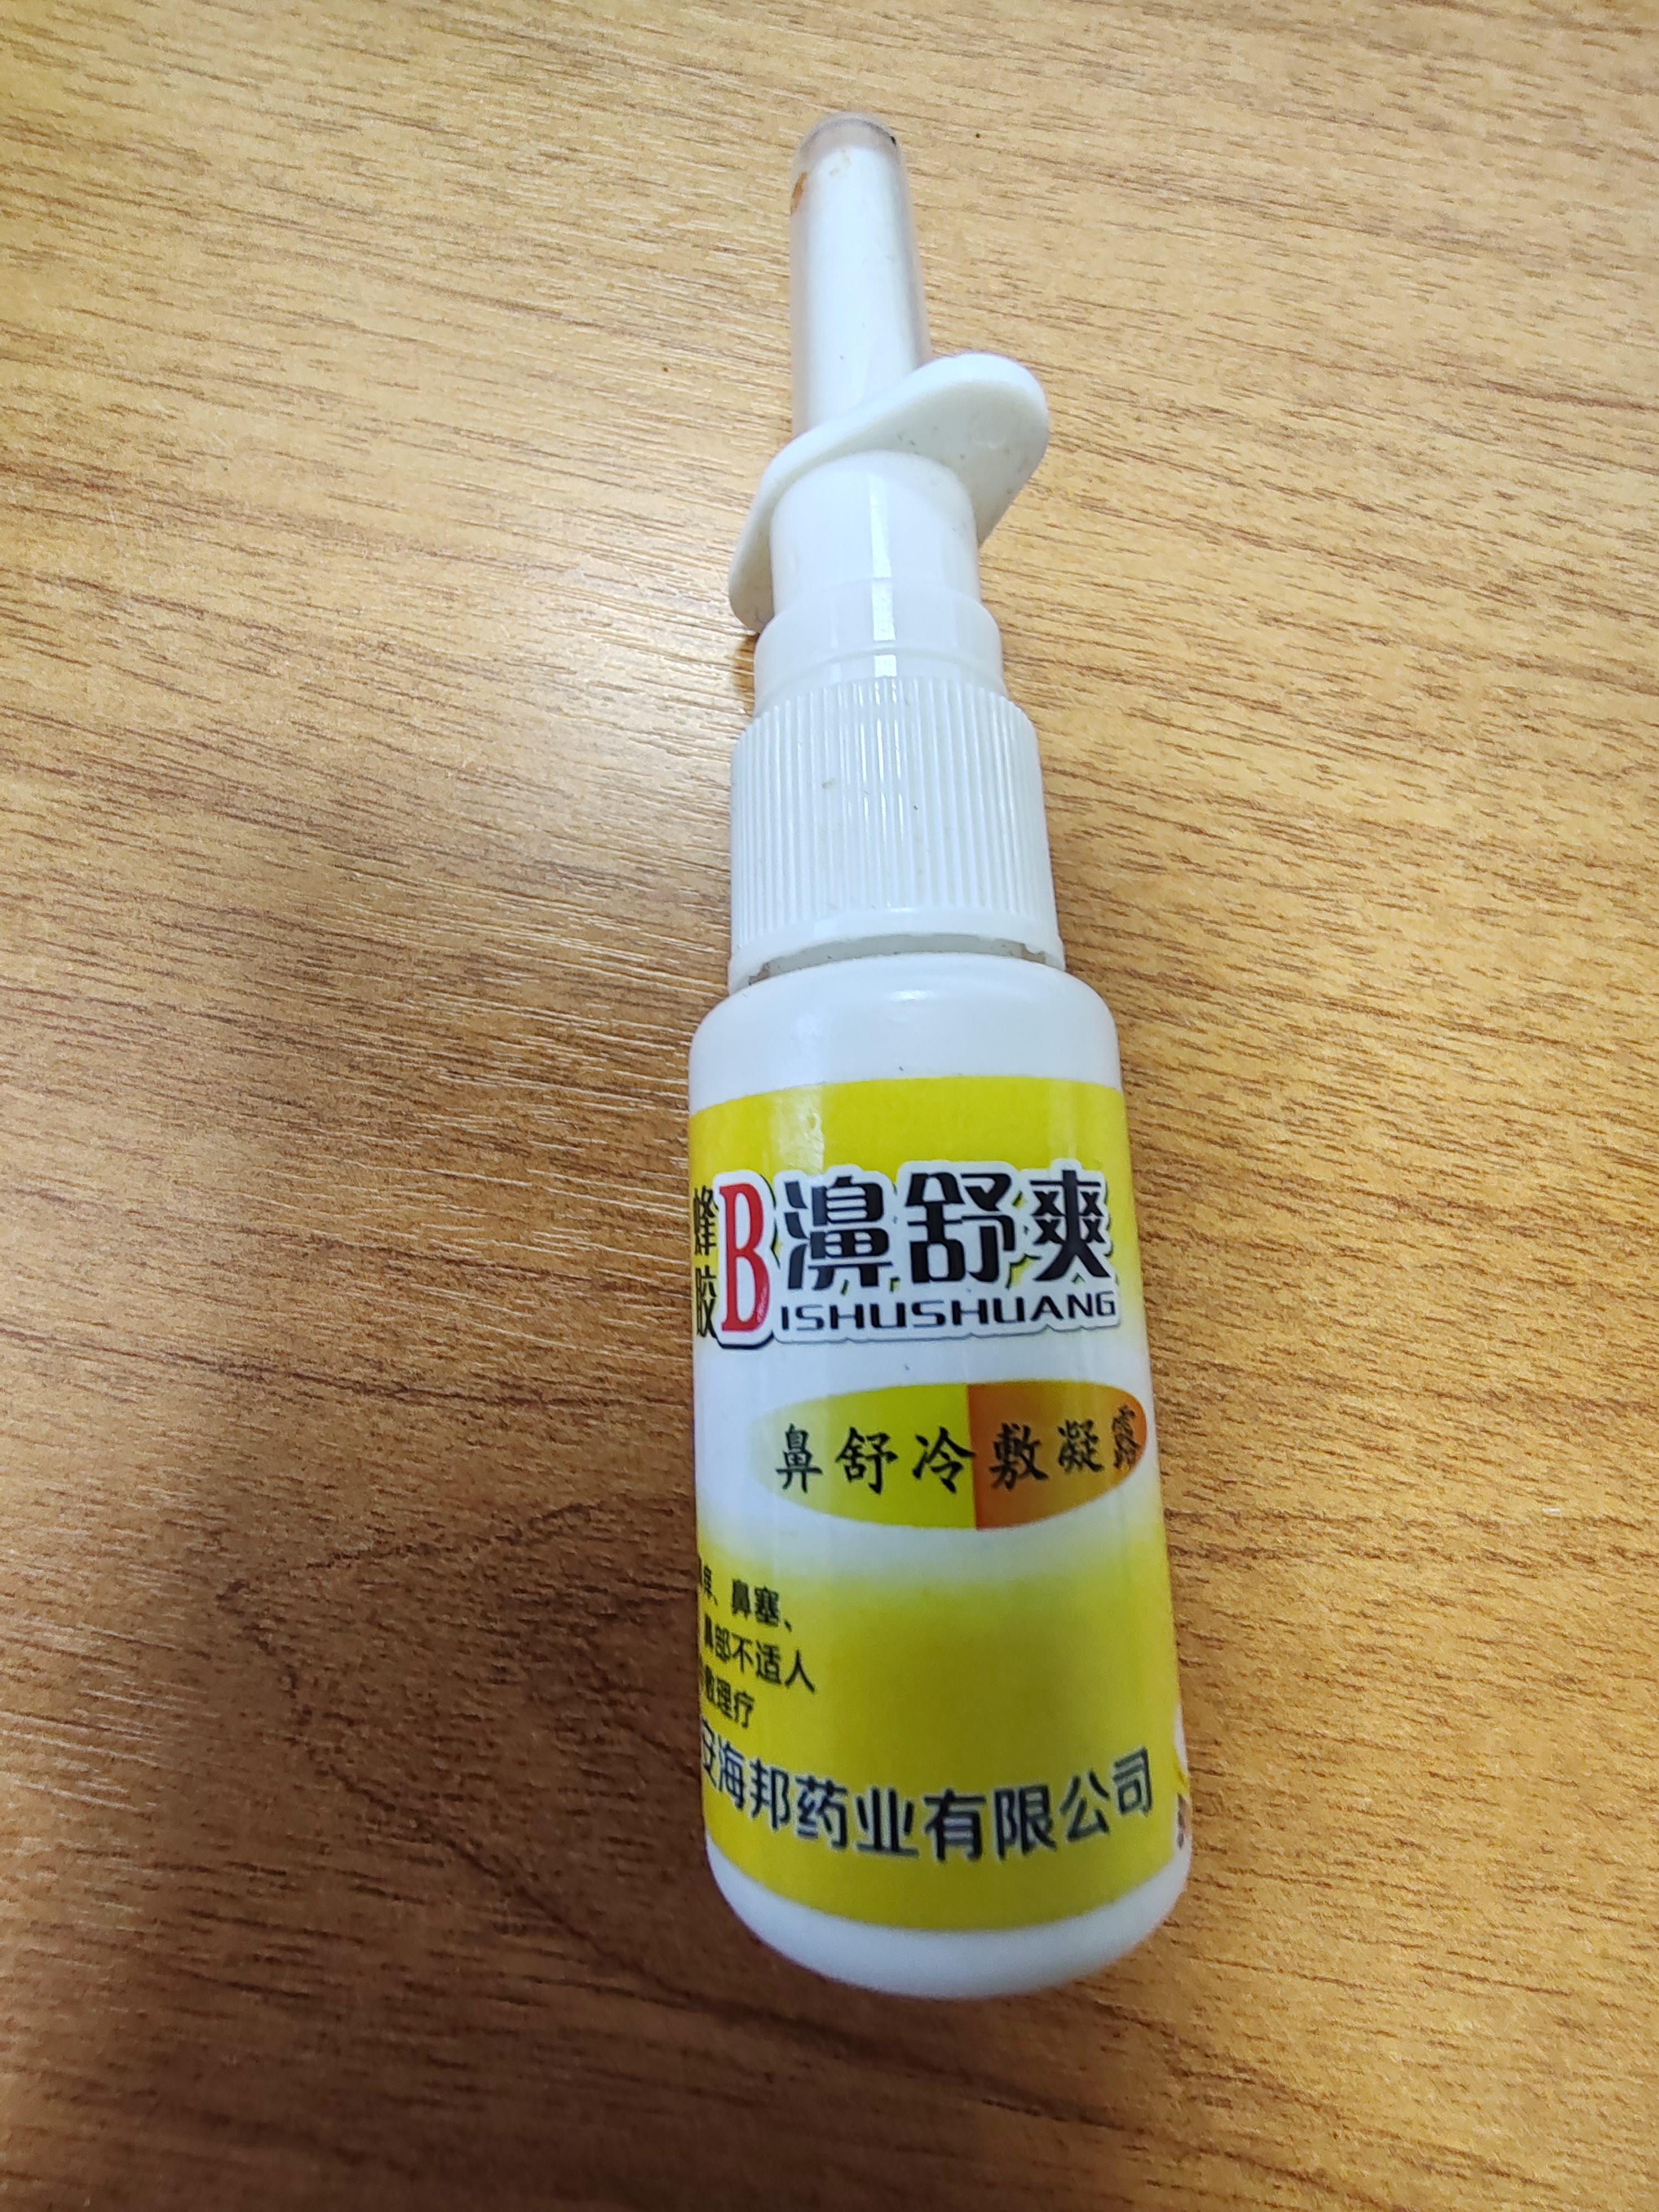 蜂胶
B濞舒爽
ISHUSHUANG
鼻舒冷敷凝露
痒、鼻塞、
鼻部不适人
敷理疗
安海邦药业有限公司